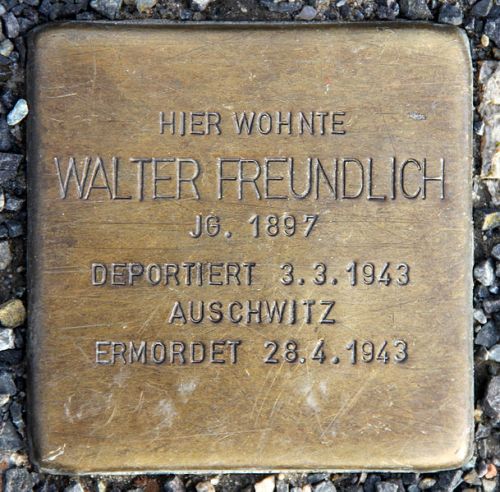 HIER WOHNTE
WALTER FREUNDLICH
JG. 1897
DEPORTIERT 3.3.1943
AUSCHWITZ
ERMORDET 28.4.1943